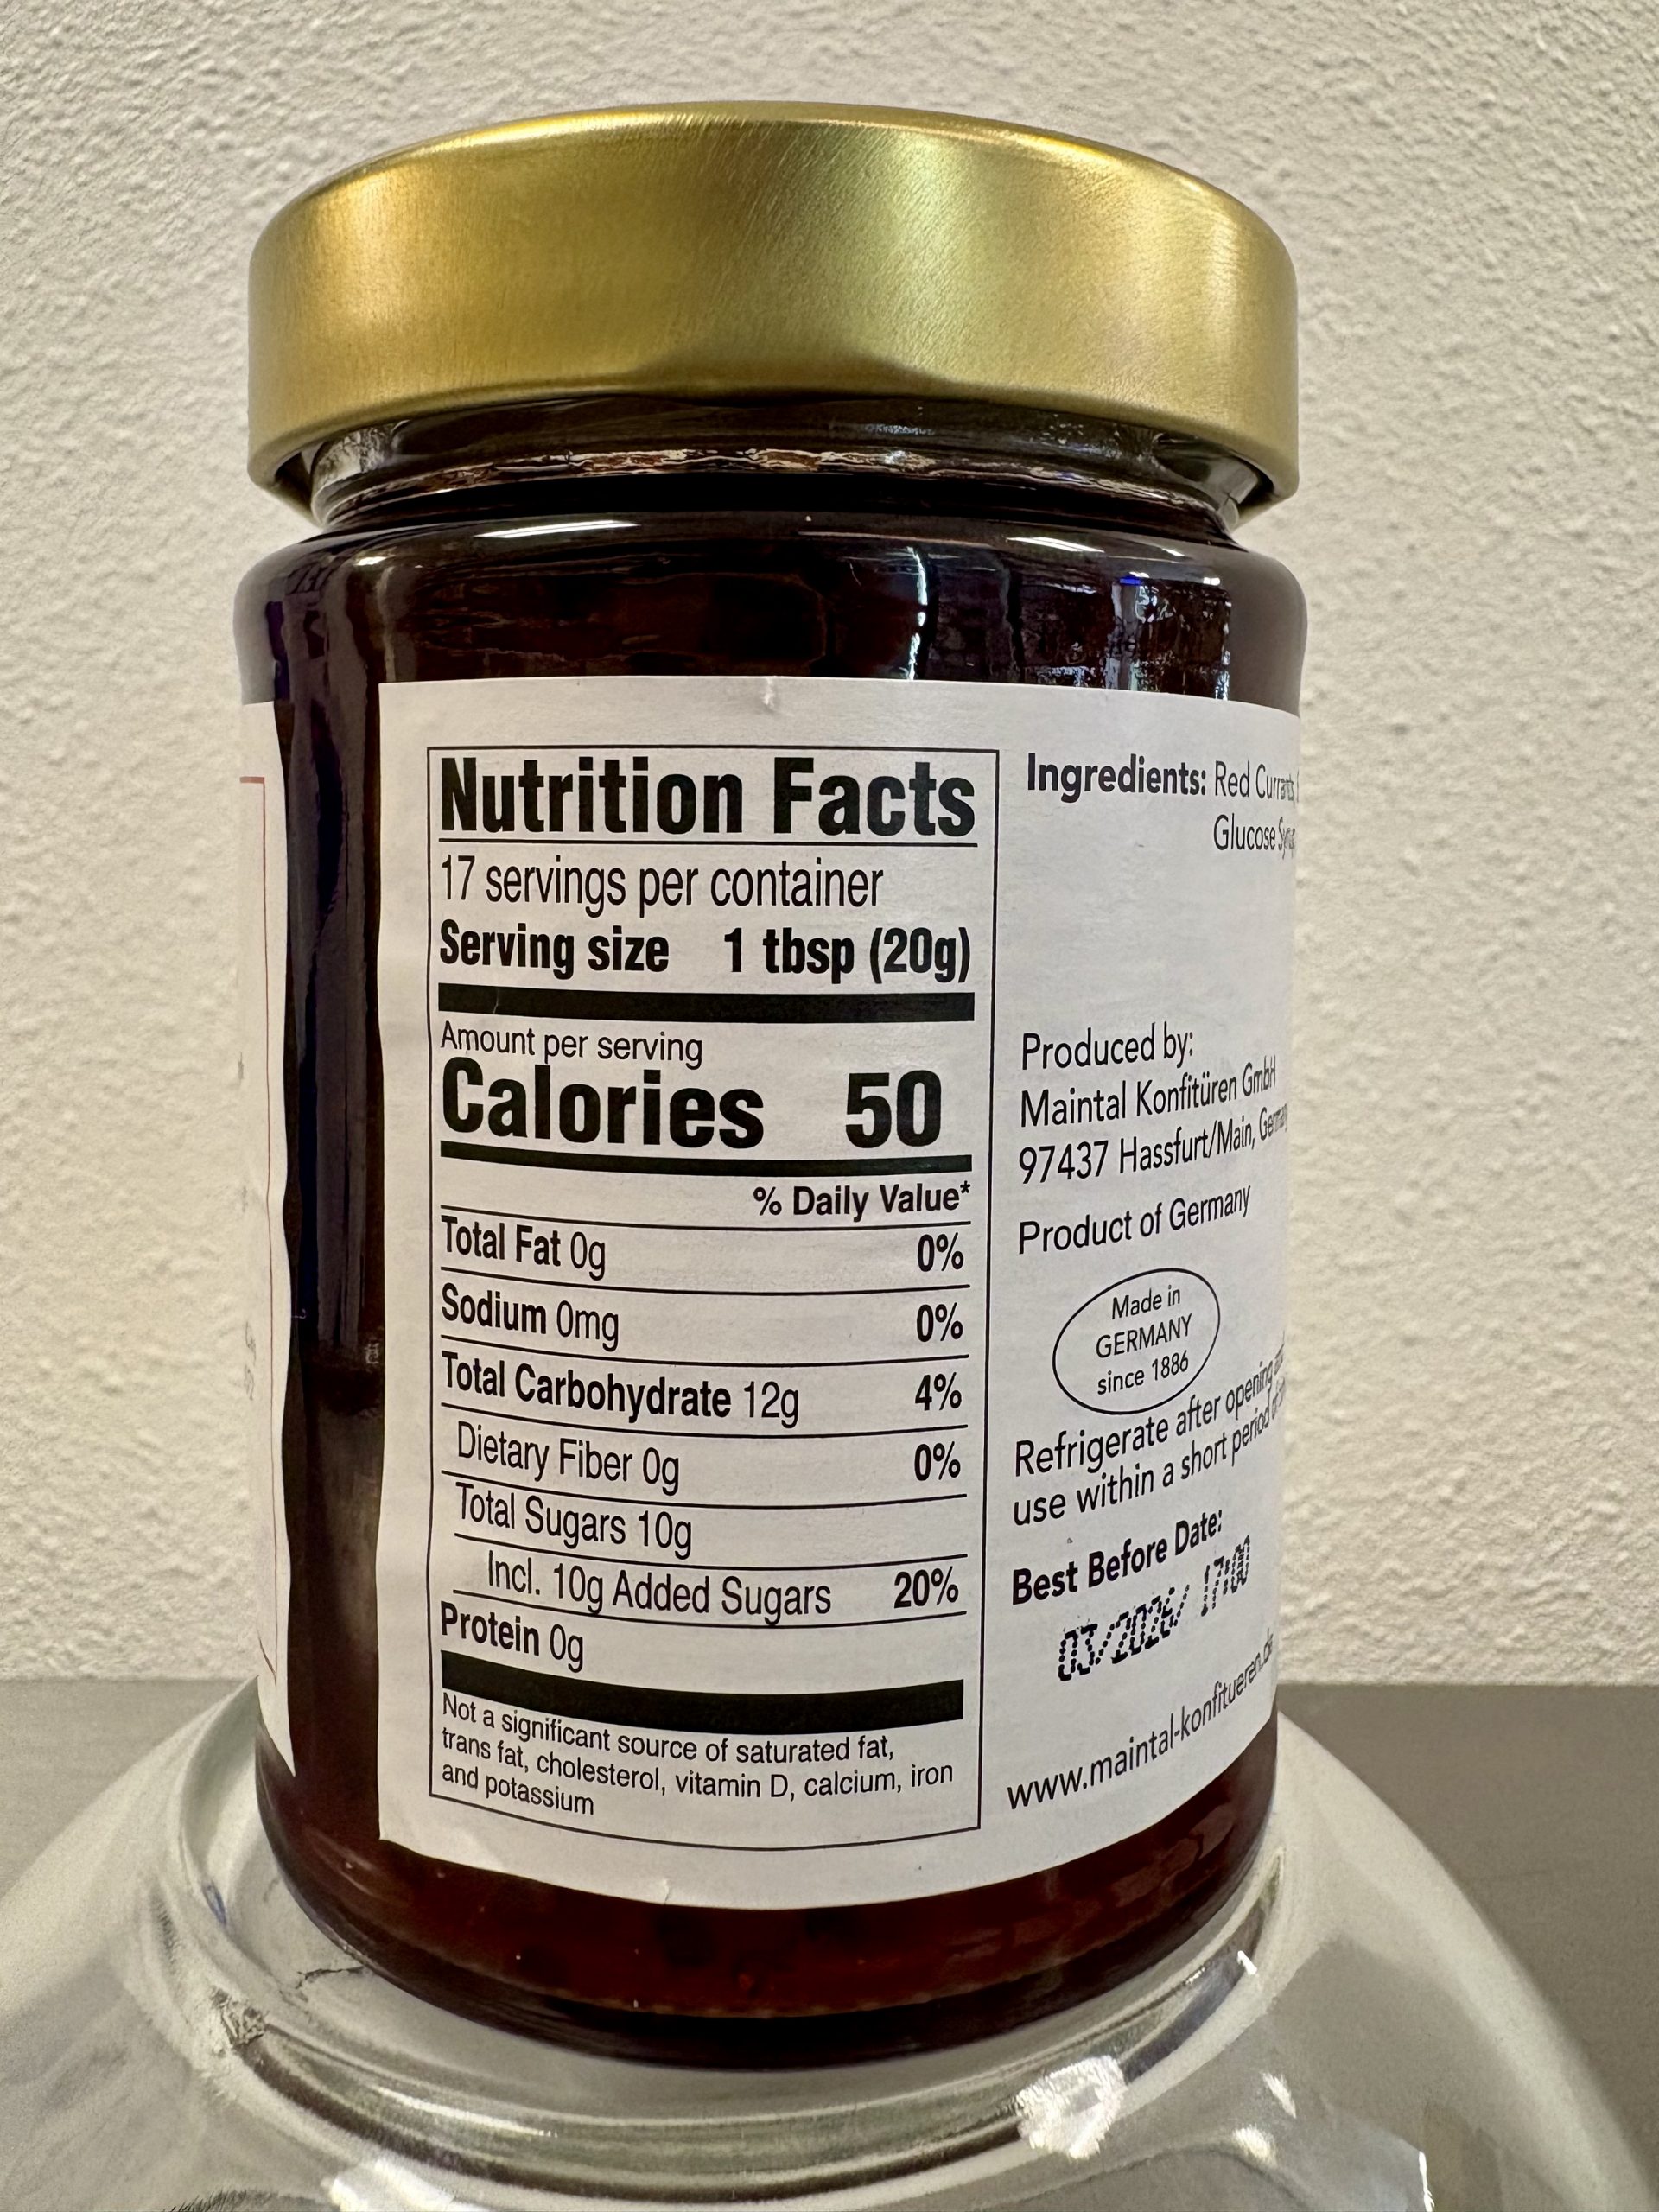 Nutrition Facts
17 servings per container
Serving size 1 tbsp (20g)
Amount per serving
Calories 50
% Daily Value*
Total Fat 0g 0%
Sodium 0mg 0%
Total Carbohydrate 12g 4%
Dietary Fiber 0g 0%
Total Sugars 10g
Incl. 10g Added Sugars 20%
Protein 0g
Not a significant source of saturated fat,
trans fat, cholesterol, vitamin D, calcium, iron
and potassium
Ingredients: Red Currants,
Glucose
Produced by:
Maintal Konfitüren GmbH
97437 Hassfurt/Main, Germany
Product of Germany
Made in
GERMANY
since 1886
Refrigerate after opening and
use within a short period of
Best Before Date:
03/2026/
www.maintal-konfitueren.de